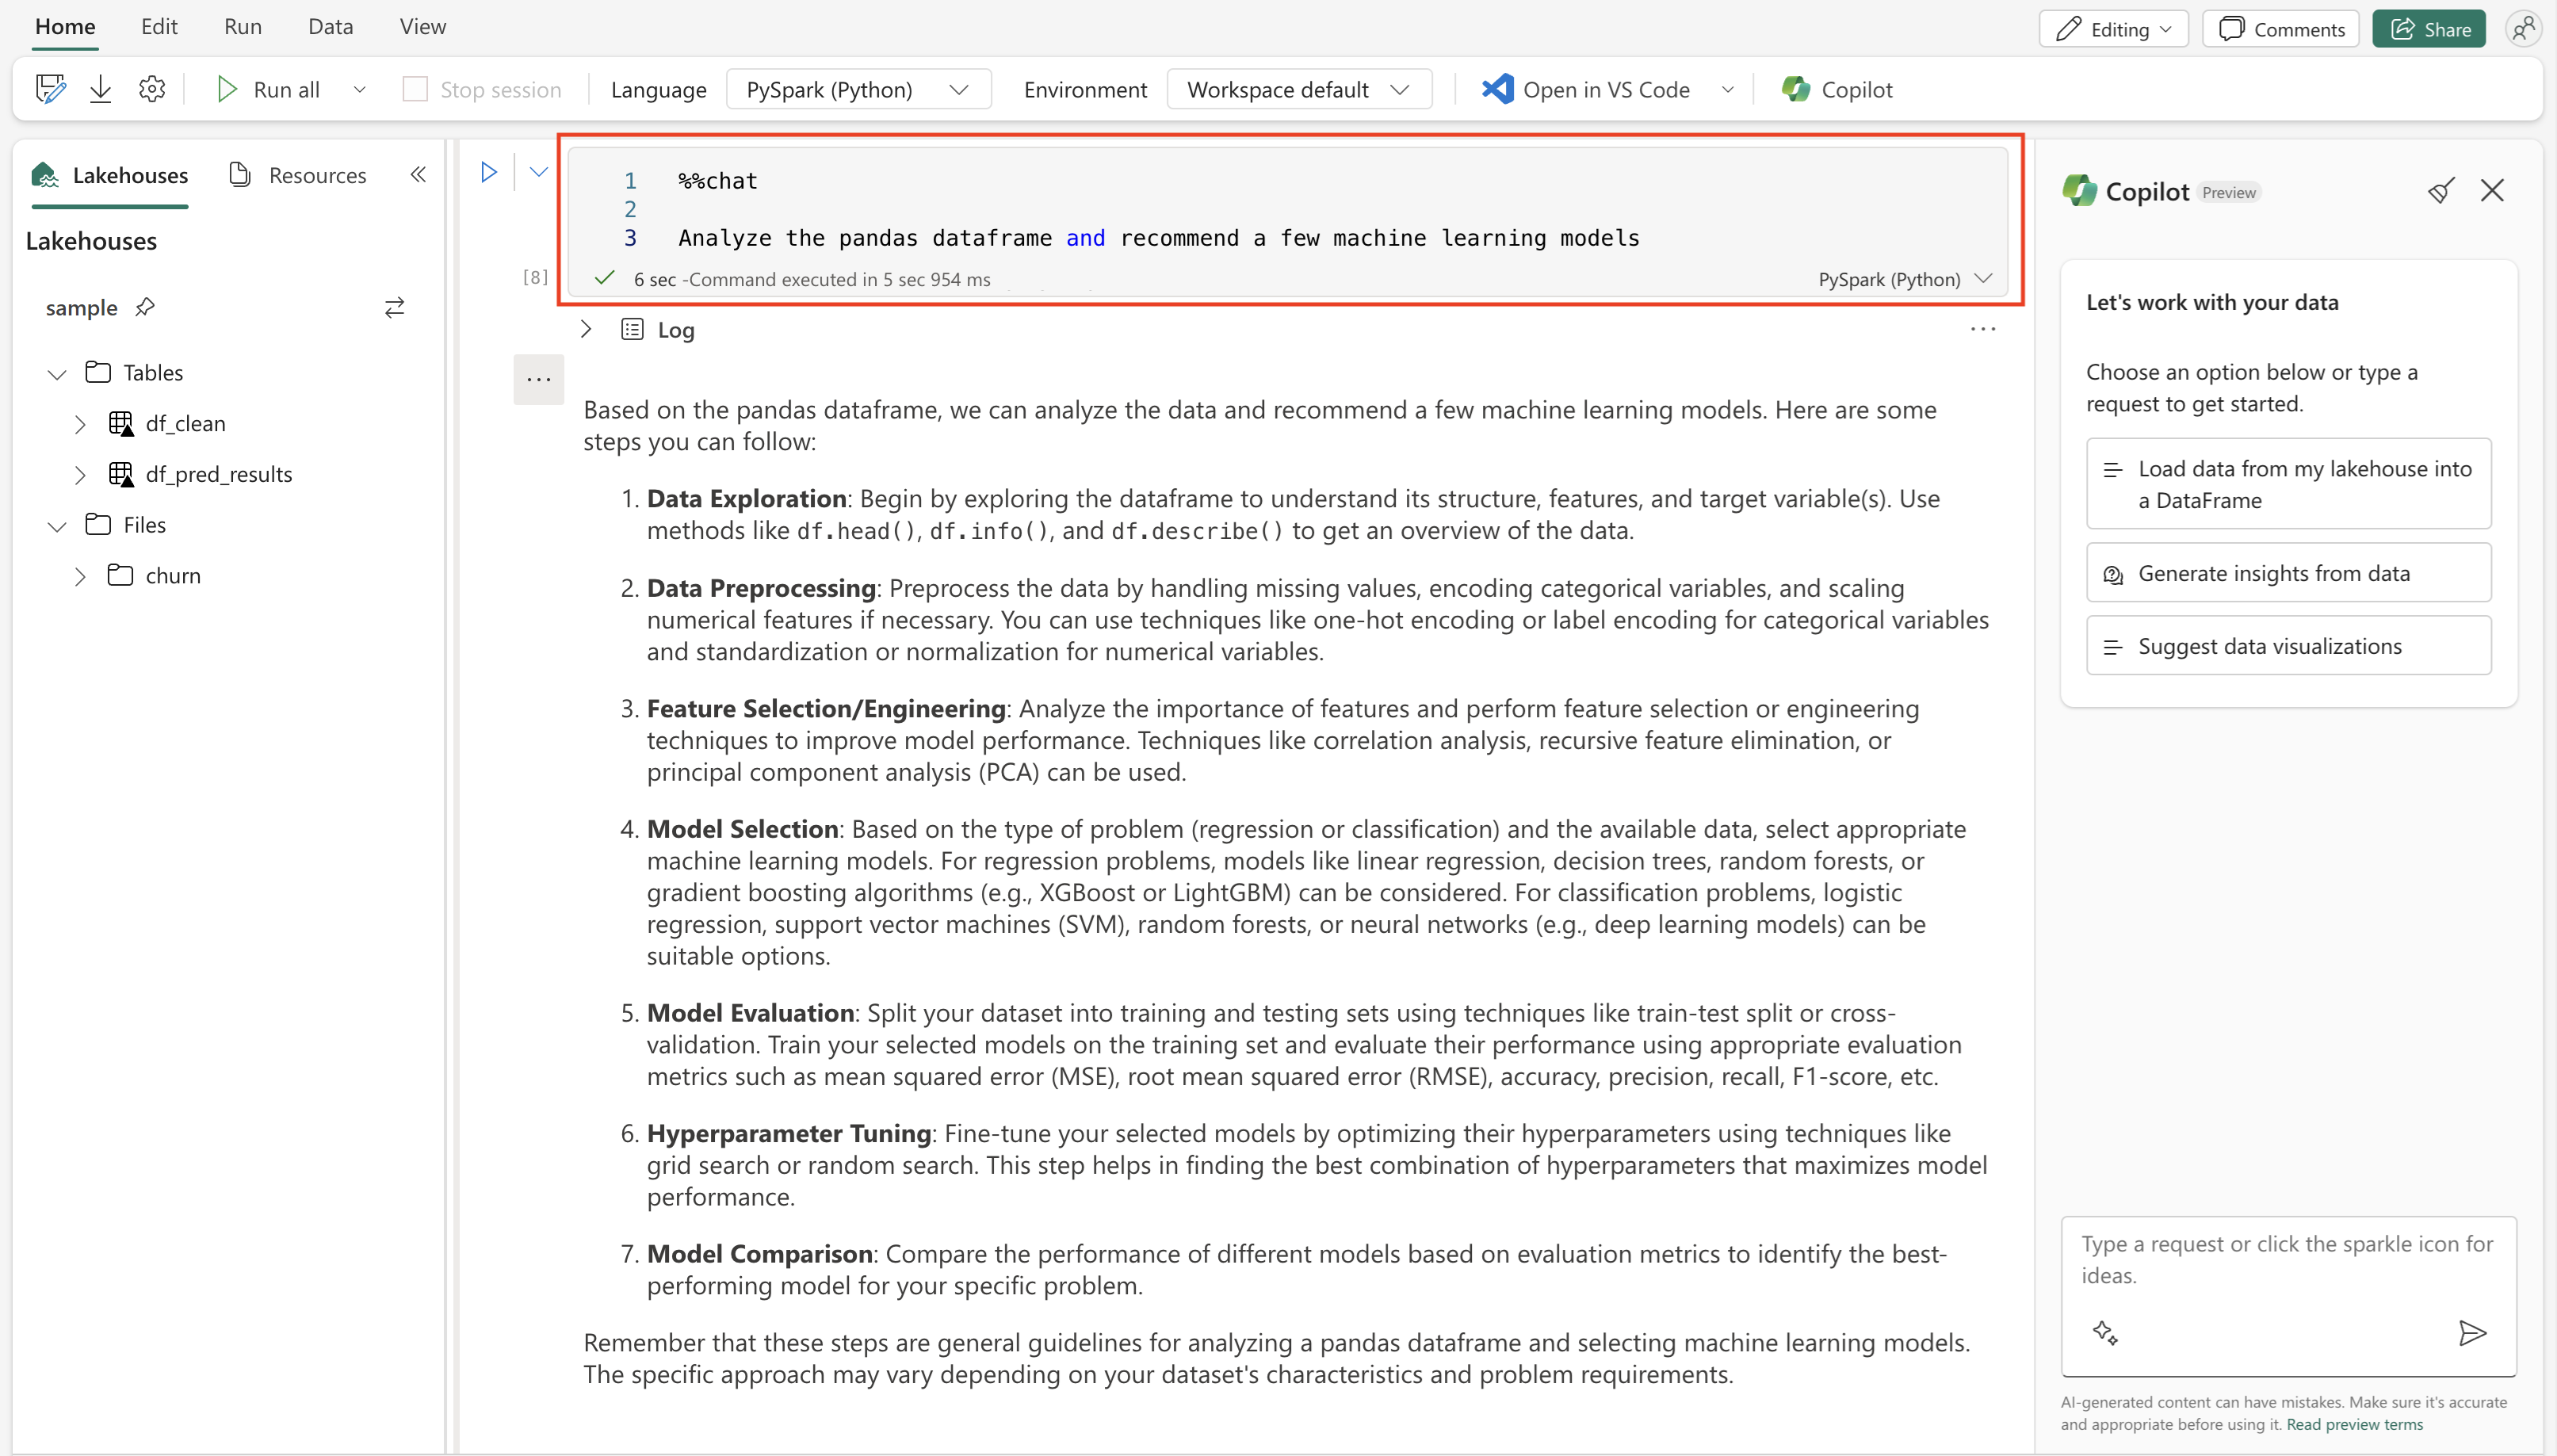 Home Edit Run Data View Editing Comments Share
Run all Stop session Language PySpark (Python) Environment Workspace default Open in VS Code Copilot
Lakehouses Resources
Lakehouses
sample
Tables
df_clean
df_pred_results
Files
churn
1 %%chat
2
3 Analyze the pandas dataframe and recommend a few machine learning models
[8] 6 sec -Command executed in 5 sec 954 ms PySpark (Python)
Log
Based on the pandas dataframe, we can analyze the data and recommend a few machine learning models. Here are some
steps you can follow:
1. Data Exploration: Begin by exploring the dataframe to understand its structure, features, and target variable(s). Use
methods like df.head(), df.info(), and df.describe() to get an overview of the data.
2. Data Preprocessing: Preprocess the data by handling missing values, encoding categorical variables, and scaling
numerical features if necessary. You can use techniques like one-hot encoding or label encoding for categorical variables
and standardization or normalization for numerical variables.
3. Feature Selection/Engineering: Analyze the importance of features and perform feature selection or engineering
techniques to improve model performance. Techniques like correlation analysis, recursive feature elimination, or
principal component analysis (PCA) can be used.
4. Model Selection: Based on the type of problem (regression or classification) and the available data, select appropriate
machine learning models. For regression problems, models like linear regression, decision trees, random forests, or
gradient boosting algorithms (e.g., XGBoost or LightGBM) can be considered. For classification problems, logistic
regression, support vector machines (SVM), random forests, or neural networks (e.g., deep learning models) can be
suitable options.
5. Model Evaluation: Split your dataset into training and testing sets using techniques like train-test split or cross-
validation. Train your selected models on the training set and evaluate their performance using appropriate evaluation
metrics such as mean squared error (MSE), root mean squared error (RMSE), accuracy, precision, recall, F1-score, etc.
6. Hyperparameter Tuning: Fine-tune your selected models by optimizing their hyperparameters using techniques like
grid search or random search. This step helps in finding the best combination of hyperparameters that maximizes model
performance.
7. Model Comparison: Compare the performance of different models based on evaluation metrics to identify the best-
performing model for your specific problem.
Remember that these steps are general guidelines for analyzing a pandas dataframe and selecting machine learning models.
The specific approach may vary depending on your dataset's characteristics and problem requirements.
Copilot Preview
Let's work with your data
Choose an option below or type a
request to get started.
Load data from my lakehouse into
a DataFrame
Generate insights from data
Suggest data visualizations
Type a request or click the sparkle icon for
ideas.
AI-generated content can have mistakes. Make sure it's accurate
and appropriate before using it. Read preview terms